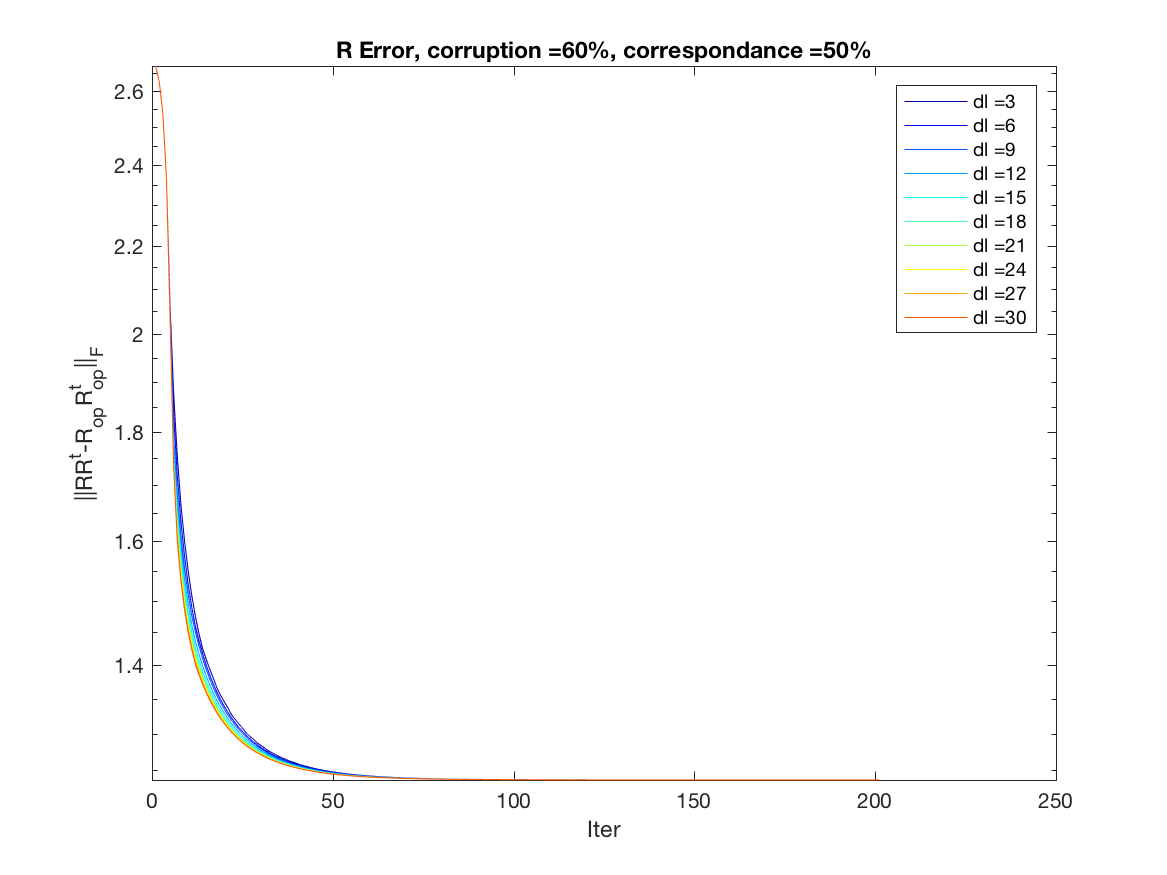 R Error, corruption =60%, correspondance =50%
||RR^t-R_op R_op^t||_F
2.6
2.4
2.2
2
1.8
1.6
1.4
0
50
100
150
200
250
Iter
dl =3
dl =6
dl =9
dl =12
dl =15
dl =18
dl =21
dl =24
dl =27
dl =30